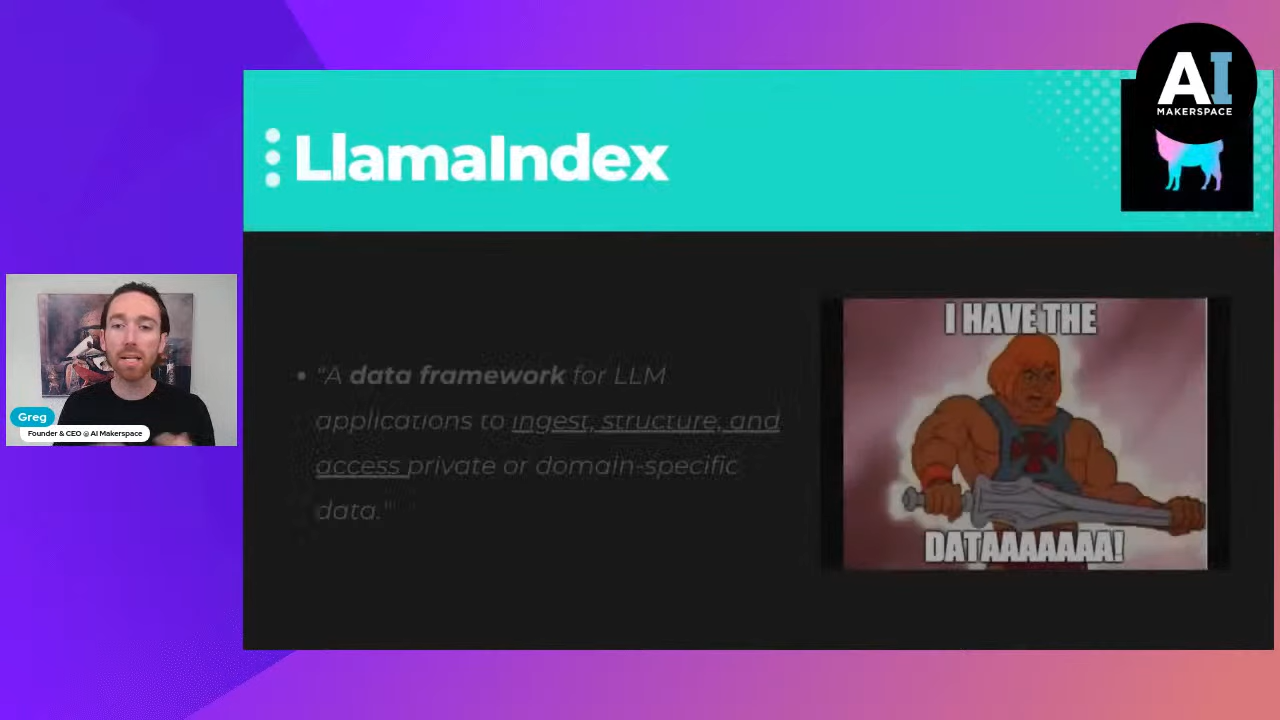 AI
MAKERSPACE
LlamaIndex
• "A data framework for LLM
applications to ingest, structure, and
access private or domain-specific
data."
I HAVE THE
DATAAAAAAA!
Greg
Founder & CEO @ AI Makerspace